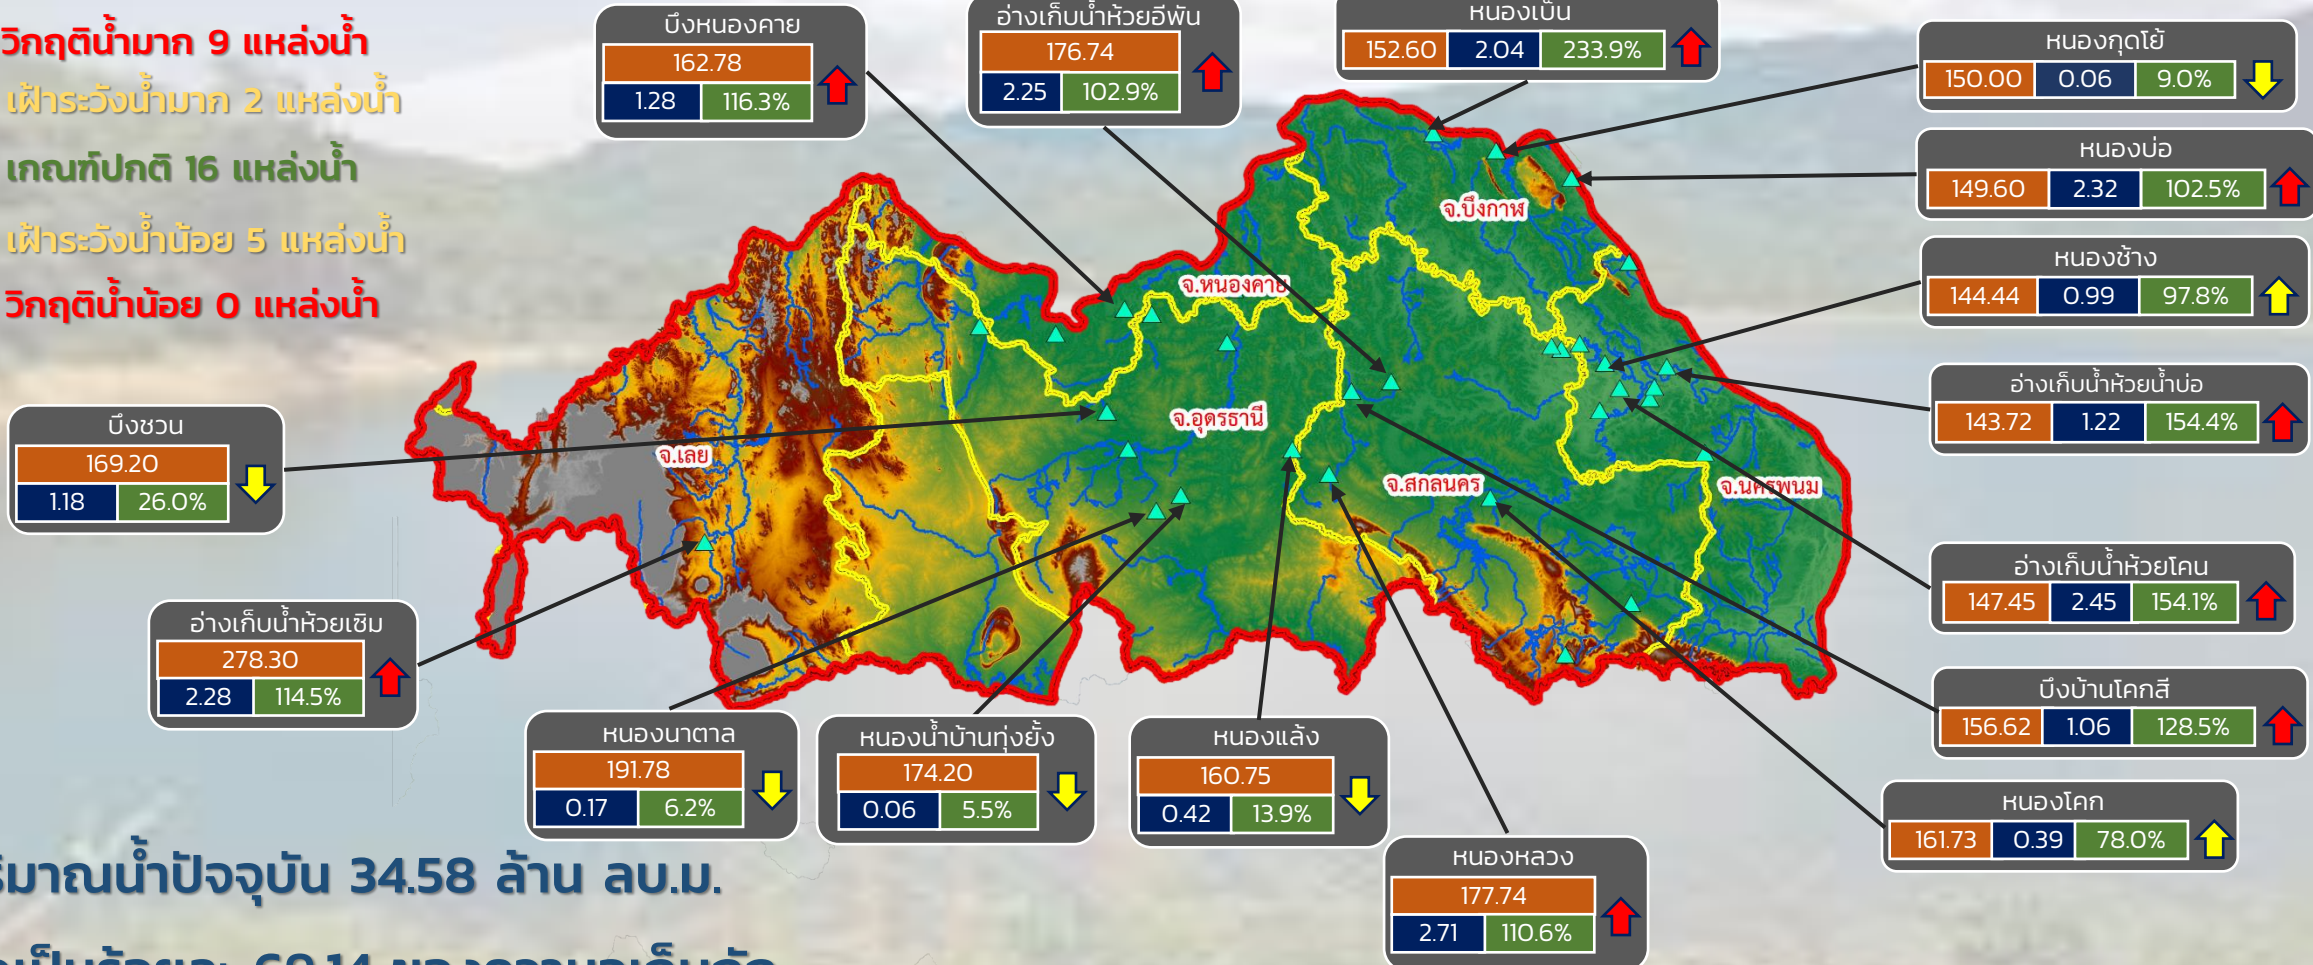 วิกฤติน้ำมาก 9 แหล่งน้ำ
เฝ้าระวังน้ำมาก 2 แหล่งน้ำ
เกณฑ์ปกติ 16 แหล่งน้ำ
เฝ้าระวังน้ำน้อย 5 แหล่งน้ำ
วิกฤติน้ำน้อย 0 แหล่งน้ำ
บึงหนองคาย
162.78
1.28 116.3%
อ่างเก็บน้ำห้วยอีพัน
176.74
2.25 102.9%
หนองเบ็น
152.60 2.04 233.9%
หนองกุดโย้
150.00 0.06 9.0%
หนองบ่อ
149.60 2.32 102.5%
หนองช้าง
144.44 0.99 97.8%
อ่างเก็บน้ำห้วยน้ำบ่อ
143.72 1.22 154.4%
อ่างเก็บน้ำห้วยโคน
147.45 2.45 154.1%
บึงบ้านโคกสี
156.62 1.06 128.5%
หนองโคก
161.73 0.39 78.0%
จ.บึงกาฬ
จ.หนองคาย
จ.อุดรธานี
จ.เลย
จ.สกลนคร
จ.นครพนม
บึงชวน
169.20
1.18 26.0%
อ่างเก็บน้ำห้วยเซิม
278.30
2.28 114.5%
หนองนาตาล
191.78
0.17 6.2%
หนองน้ำบ้านทุ่งยั้ง
174.20
0.06 5.5%
หนองแล้ง
160.75
0.42 13.9%
หนองหลวง
177.74
2.71 110.6%
ริมาณน้ำปัจจุบัน 34.58 ล้าน ลบ.ม.